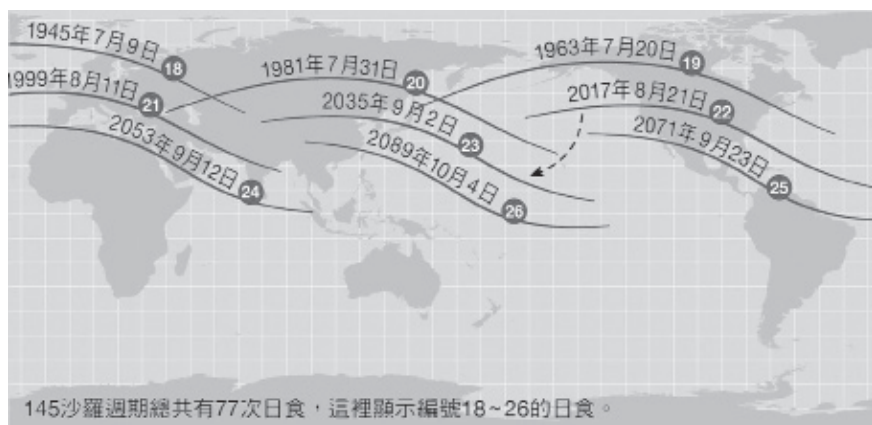 1945年7月9日 18
1963年7月20日 19
1999年8月11日 21
1981年7月31日 20
2017年8月21日 22
2053年9月12日 24
2035年9月2日 23
2071年9月23日 25
2089年10月4日 26
145沙羅週期總共有77次日食，這裡顯示編號18~26的日食。